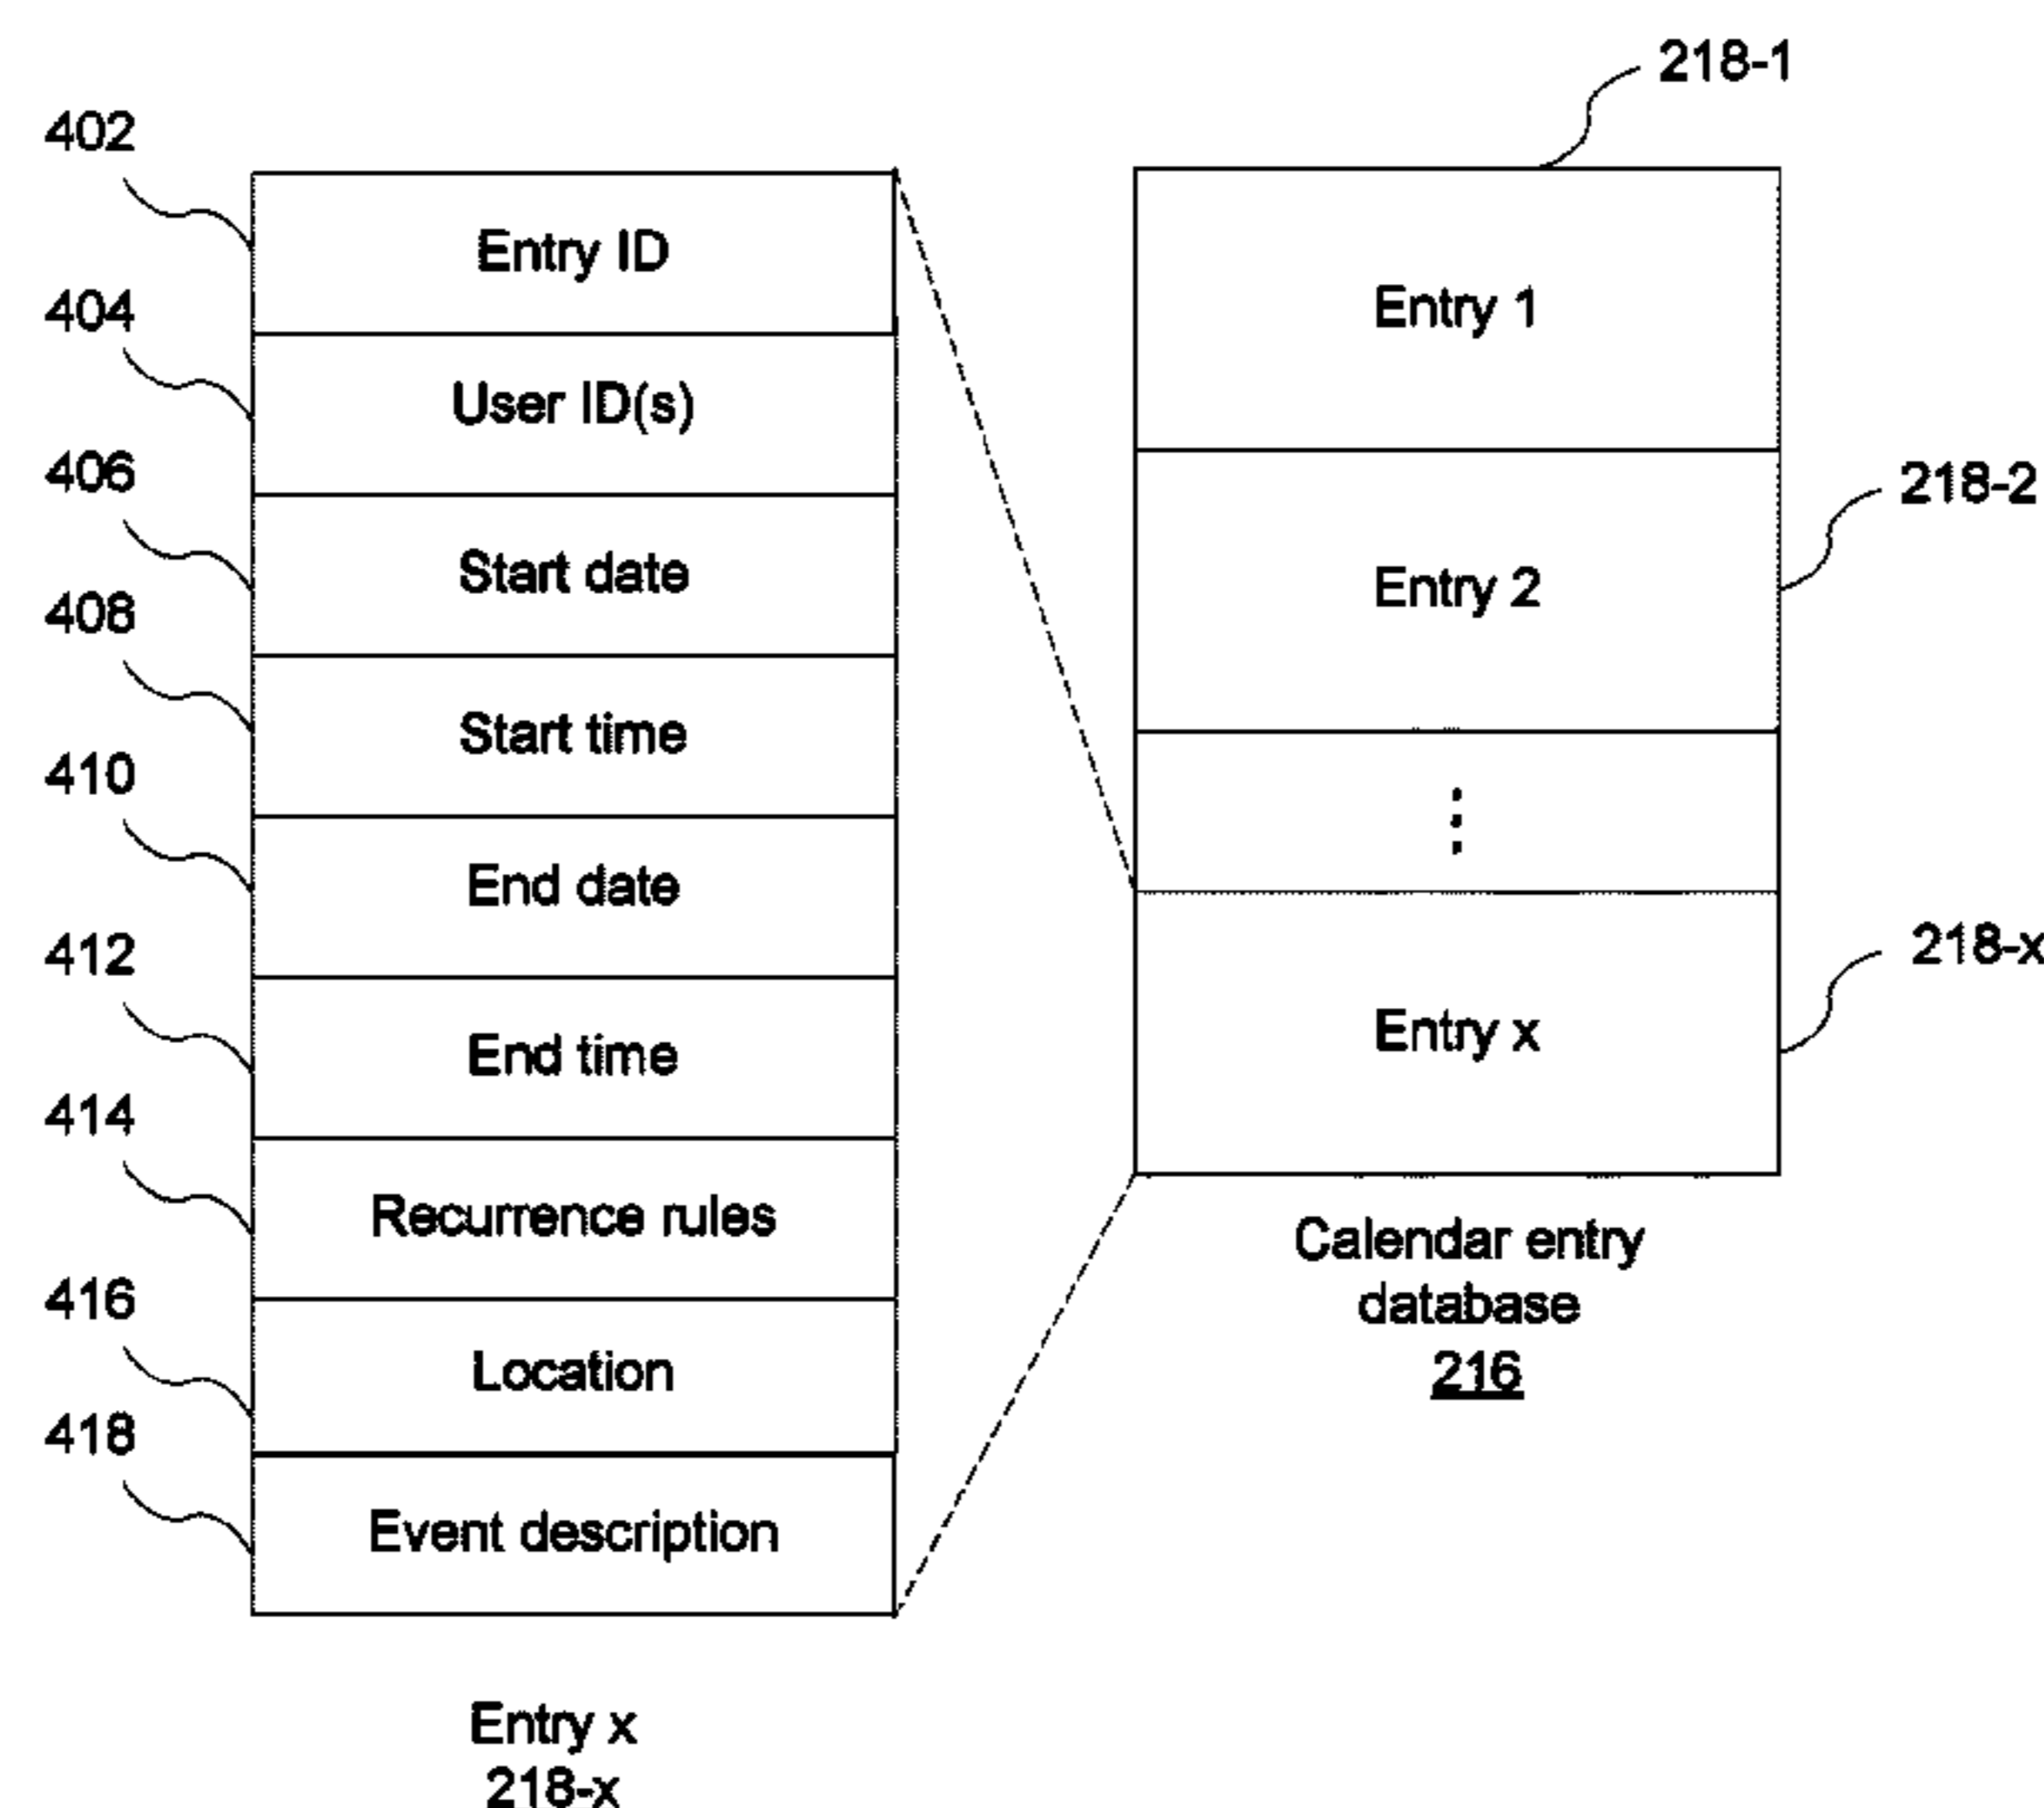 402
Entry ID
404
User ID(s)
406
Start date
408
Start time
410
End date
412
End time
414
Recurrence rules
416
Location
418
Event description
Entry x
218-x
218-1
Entry 1
218-2
Entry 2
218-x
Entry x
Calendar entry
database
216